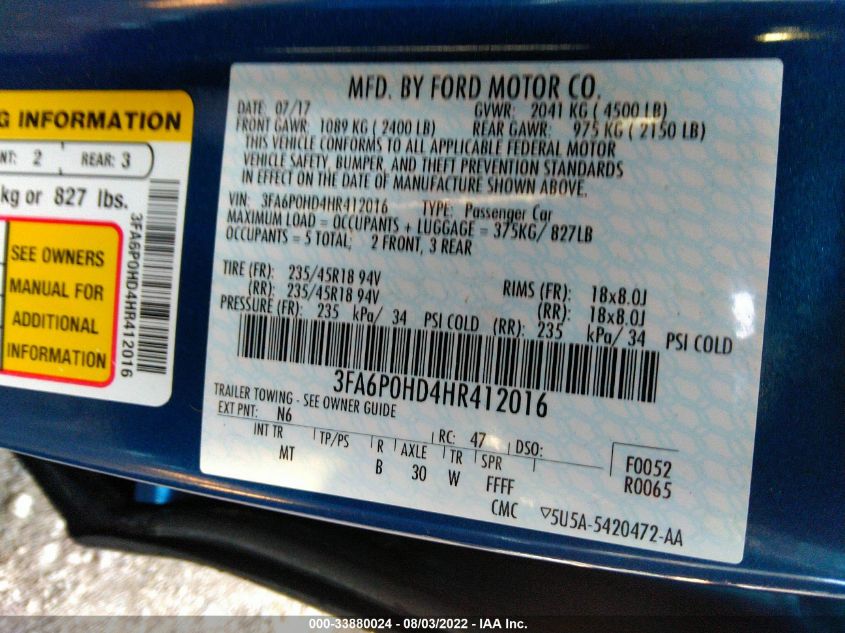 G INFORMATION
NT: 2 REAR: 3
kg or 827 lbs.
SEE OWNERS
MANUAL FOR
ADDITIONAL
INFORMATION
3FA6P0HD4HR412016
MFD. BY FORD MOTOR CO.
DATE: 07/17 GVWR: 2041 KG ( 4500 LB)
FRONT GAWR: 1089 KG ( 2400 LB) REAR GAWR: 975 KG ( 2150 LB)
THIS VEHICLE CONFORMS TO ALL APPLICABLE FEDERAL MOTOR
VEHICLE SAFETY, BUMPER, AND THEFT PREVENTION STANDARDS
IN EFFECT ON THE DATE OF MANUFACTURE SHOWN ABOVE.
VIN: 3FA6P0HD4HR412016 TYPE: Passenger Car
MAXIMUM LOAD = OCCUPANTS + LUGGAGE = 375KG/ 827LB
OCCUPANTS = 5 TOTAL; 2 FRONT, 3 REAR
TIRE (FR): 235/45R18 94V RIMS (FR): 18x8.0J
(RR): 235/45R18 94V (RR): 18x8.0J
PRESSURE (FR): 235 kPa/ 34 PSI COLD (RR): 235 kPa/ 34 PSI COLD
3FA6P0HD4HR412016
TRAILER TOWING - SEE OWNER GUIDE
EXT PNT: N6 RC: 47 DSO:
INT TR TP/PS R AXLE TR SPR F0052
MT B 30 W FFFF R0065
CMC ▽5U5A-5420472-AA
000-33880024 - 08/03/2022 - IAA Inc.